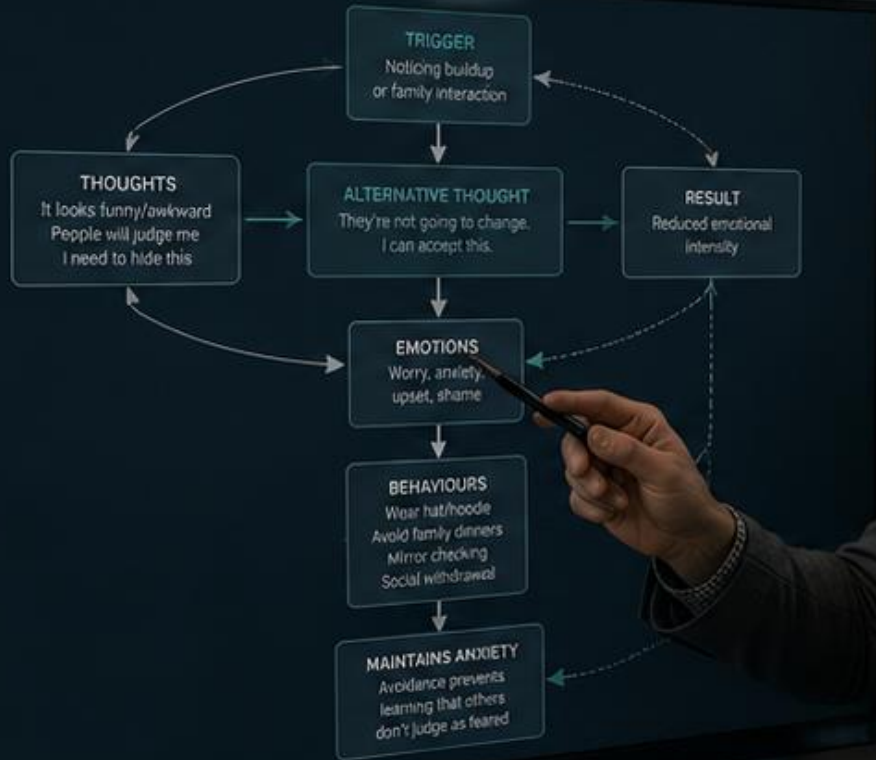 TRIGGER
Noticing buildup
or family interaction
THOUGHTS
It looks funny/awkward
People will judge me
I need to hide this
ALTERNATIVE THOUGHT
They're not going to change.
I can accept this.
RESULT
Reduced emotional
intensity
EMOTIONS
Worry, anxiety,
upset, shame
BEHAVIOURS
Wear hat/hoode
Avoid family dinners
Mirror checking
Social withdrawal
MAINTAINS ANXIETY
Avoidance prevents
learning that others
don't judge as feared